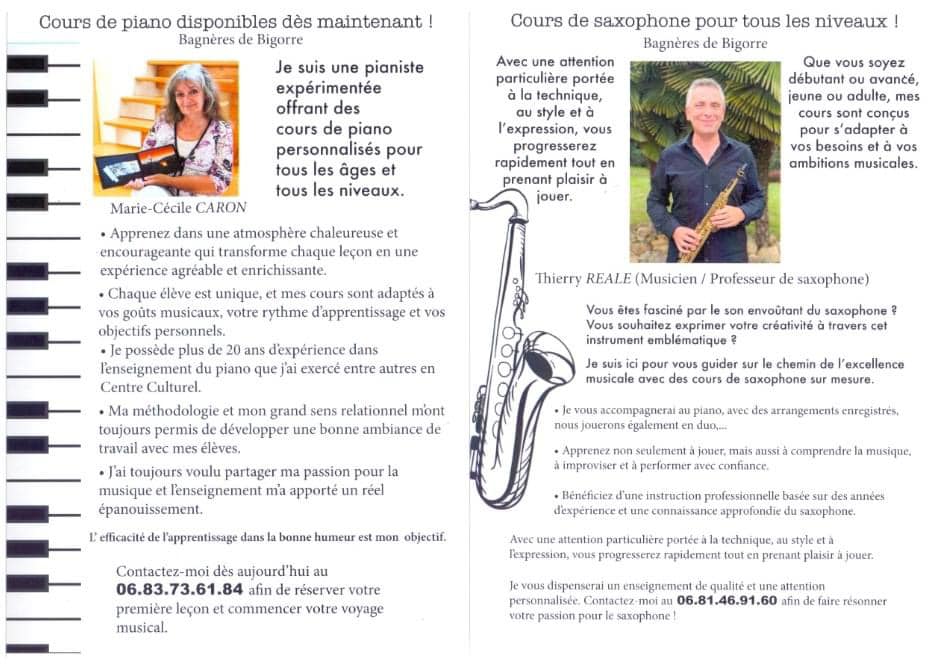 Cours de piano disponibles dès maintenant !
Bagnères de Bigorre
Je suis une pianiste
expérimentée
offrant des
cours de piano
personnalisés pour
tous les âges et
tous les niveaux.
Marie-Cécile CARON
• Apprenez dans une atmosphère chaleureuse et
encourageante qui transforme chaque leçon en une
expérience agréable et enrichissante.
• Chaque élève est unique, et mes cours sont adaptés à
vos goûts musicaux, votre rythme d'apprentissage et vos
objectifs personnels.
• Je possède plus de 20 ans d'expérience dans
l'enseignement du piano que j'ai exercé entre autres en
Centre Culturel.
• Ma méthodologie et mon grand sens relationnel m'ont
toujours permis de développer une bonne ambiance de
travail avec mes élèves.
• J'ai toujours voulu partager ma passion pour la
musique et l'enseignement m'a apporté un réel
épanouissement.
L' efficacité de l'apprentissage dans la bonne humeur est mon objectif.
Contactez-moi dès aujourd'hui au
06.83.73.61.84 afin de réserver votre
première leçon et commencer votre voyage
musical.
Cours de saxophone pour tous les niveaux !
Bagnères de Bigorre
Avec une attention
particulière portée
à la technique,
au style et à
l'expression, vous
progresserez
rapidement tout en
prenant plaisir à
jouer.
Que vous soyez
débutant ou avancé,
jeune ou adulte, mes
cours sont conçus
pour s'adapter à
vos besoins et à vos
ambitions musicales.
Thierry REALE (Musicien / Professeur de saxophone)
Vous êtes fasciné par le son envoûtant du saxophone ?
Vous souhaitez exprimer votre créativité à travers cet
instrument emblématique ?
Je suis ici pour vous guider sur le chemin de l'excellence
musicale avec des cours de saxophone sur mesure.
• Je vous accompagnerai au piano, avec des arrangements enregistrés,
nous jouerons également en duo,...
• Apprenez non seulement à jouer, mais aussi à comprendre la musique,
à improviser et à performer avec confiance.
• Bénéficiez d'une instruction professionnelle basée sur des années
d'expérience et une connaissance approfondie du saxophone.
Avec une attention particulière portée à la technique, au style et à
l'expression, vous progresserez rapidement tout en prenant plaisir à jouer.
Je vous dispenserai un enseignement de qualité et une attention
personnalisée. Contactez-moi au 06.81.46.91.60 afin de faire résonner
votre passion pour le saxophone !